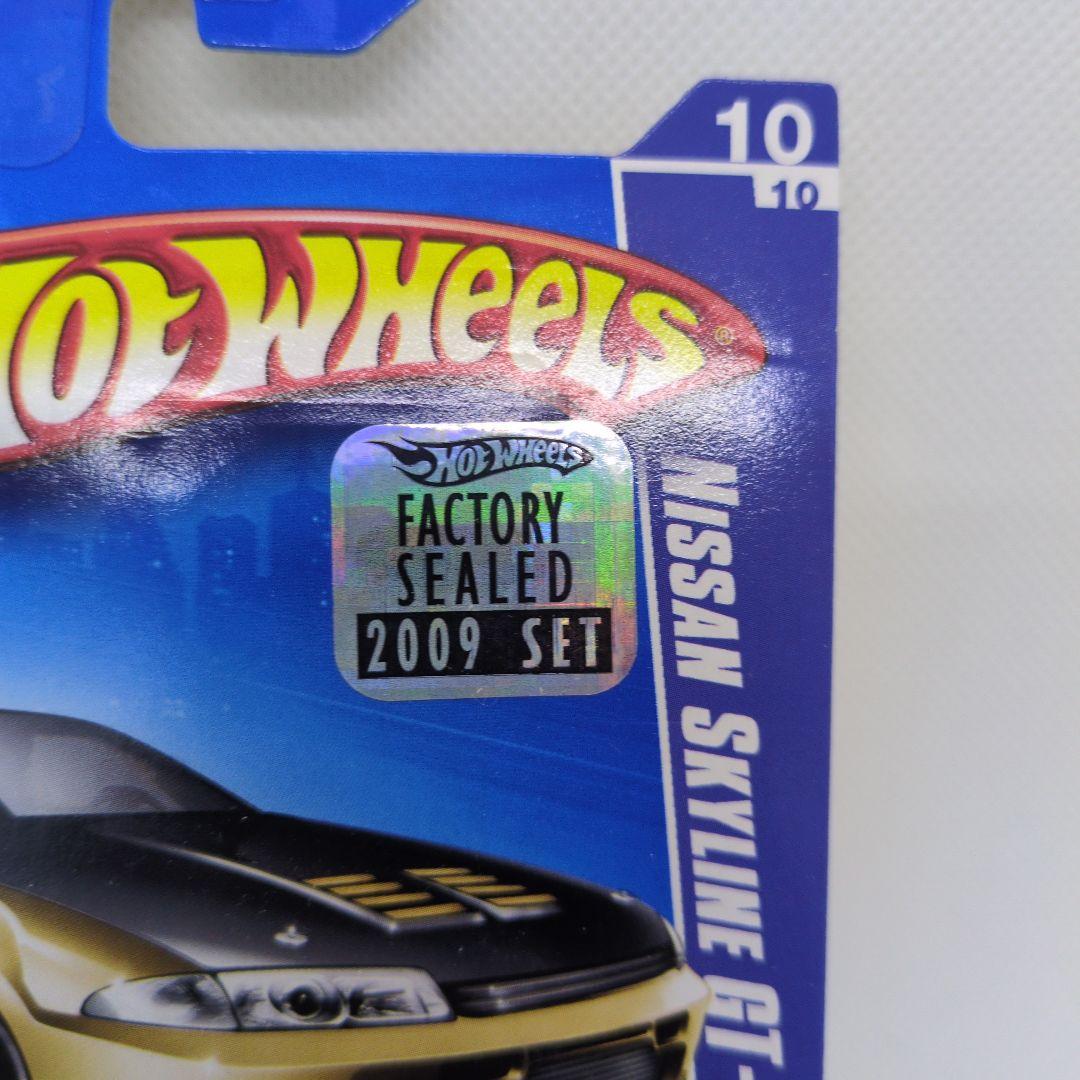 10
10
HOT WHEELS®
HOT WHEELS
FACTORY
SEALED
2009 SET
NISSAN SKYLINE GT-